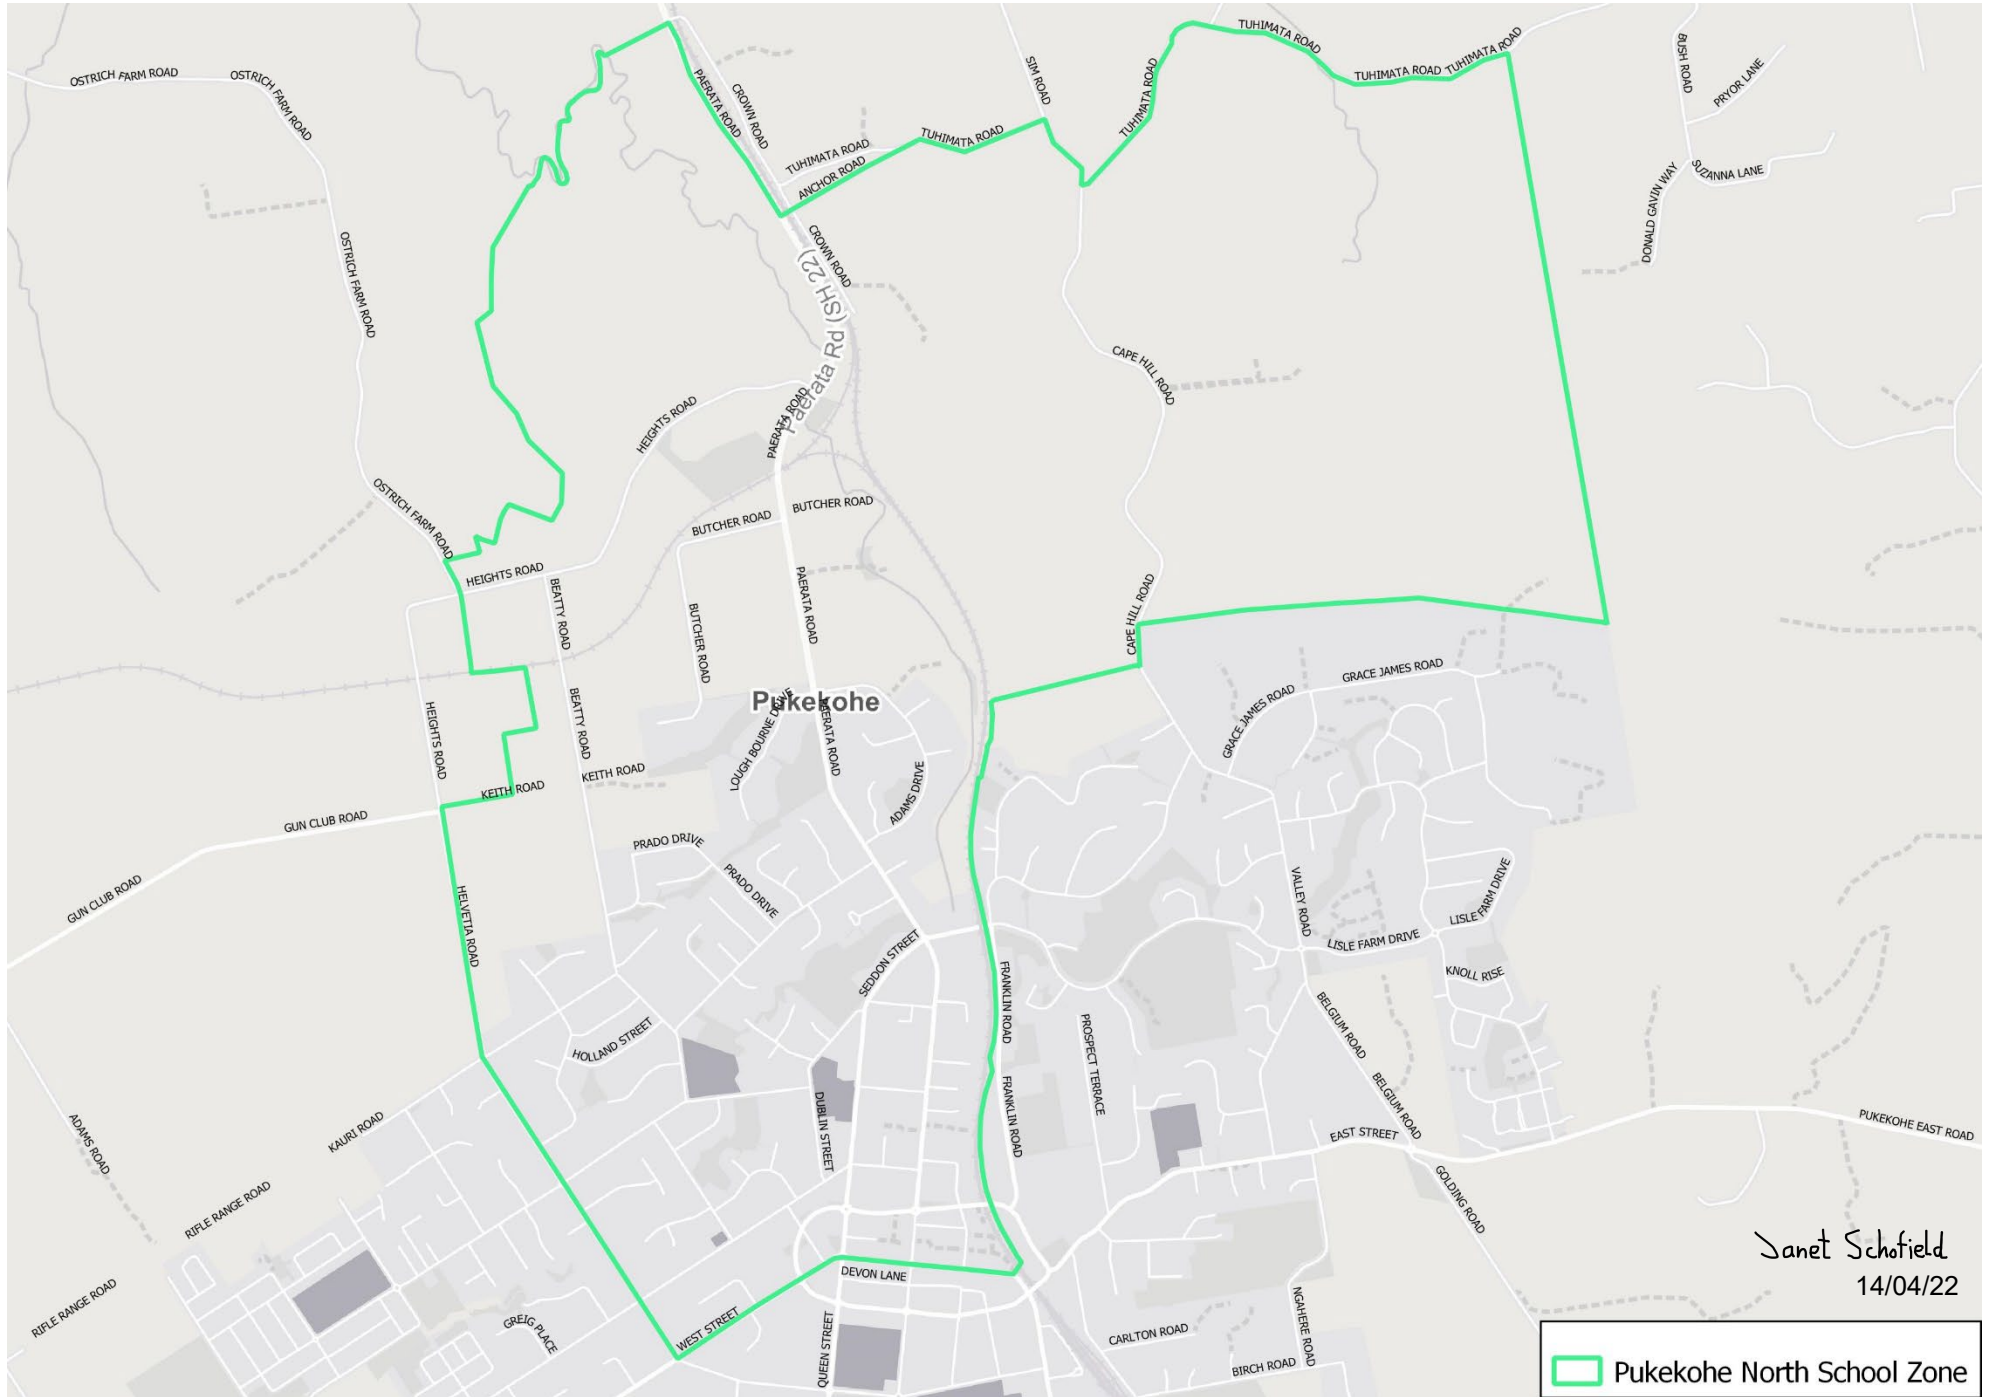 TUHIMATA ROAD
TUHIMATA ROAD
BUSH ROAD
PRYOR LANE
OSTRICH FARM ROAD
OSTRICH FARM ROAD
PAERATA ROAD
CROWN ROAD
SIM ROAD
TUHIMATA ROAD
TUHIMATA ROAD
TUHIMATA ROAD
TUHIMATA ROAD
ANCHOR ROAD
SUZANNA LANE
DONALD GAVIN WAY
OSTRICH FARM ROAD
CROWN ROAD
Paerata Rd (SH 22)
CAPE HILL ROAD
HEIGHTS ROAD
PAERATA ROAD
OSTRICH FARM ROAD
BUTCHER ROAD
BUTCHER ROAD
HEIGHTS ROAD
BEATTY ROAD
PAERATA ROAD
BUTCHER ROAD
CAPE HILL ROAD
GRACE JAMES ROAD
GRACE JAMES ROAD
Pukekohe
HEIGHTS ROAD
BEATTY ROAD
LOUGH BOURNE DRIVE
PAERATA ROAD
KEITH ROAD
KEITH ROAD
ADAMS DRIVE
GUN CLUB ROAD
GUN CLUB ROAD
PRADO DRIVE
PRADO DRIVE
VALLEY ROAD
LISLE FARM DRIVE
LISLE FARM DRIVE
HELVETIA ROAD
SEDDON STREET
KNOLL RISE
FRANKLIN ROAD
BELGIUM ROAD
HOLLAND STREET
PROSPECT TERRACE
FRANKLIN ROAD
BELGIUM ROAD
DUBLIN STREET
ADAMS ROAD
KAURI ROAD
EAST STREET
PUKEKOHE EAST ROAD
GOLDING ROAD
RIFLE RANGE ROAD
RIFLE RANGE ROAD
DEVON LANE
WEST STREET
GREIG PLACE
QUEEN STREET
CARLTON ROAD
NGAHERE ROAD
BIRCH ROAD
Janet Schofield
14/04/22
Pukekohe North School Zone